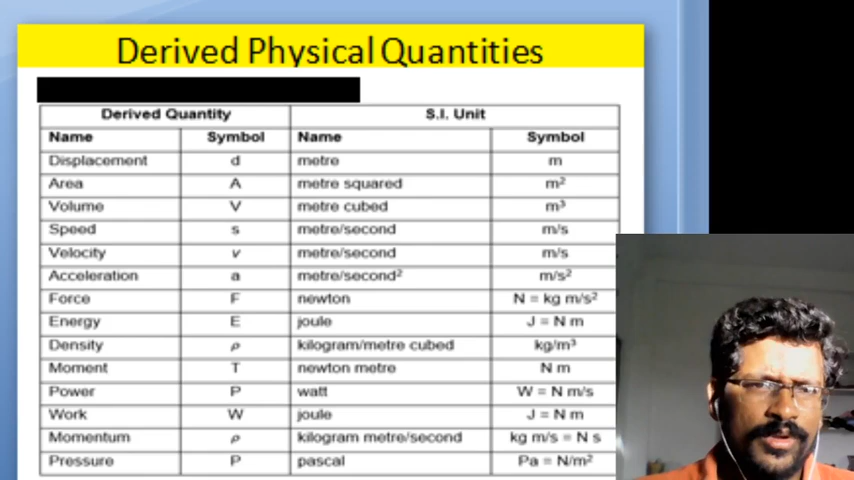 Derived Physical Quantities
Derived Quantity S.I. Unit
Name Symbol Name Symbol
Displacement d metre m
Area A metre squared m²
Volume V metre cubed m³
Speed s metre/second m/s
Velocity v metre/second m/s
Acceleration a metre/second² m/s²
Force F newton N = kg m/s²
Energy E joule J = N m
Density ρ kilogram/metre cubed kg/m³
Moment T newton metre N m
Power P watt W = N m/s
Work W joule J = N m
Momentum ρ kilogram metre/second kg m/s = N s
Pressure P pascal Pa = N/m²